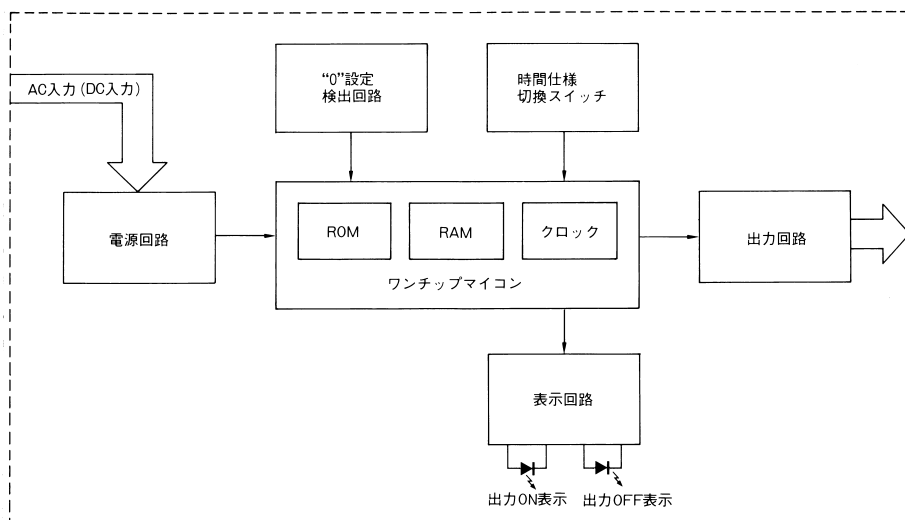 AC入力(DC入力)
“0”設定
検出回路
時間仕様
切換スイッチ
電源回路
ROM
RAM
クロック
ワンチップマイコン
出力回路
表示回路
出力ON表示
出力OFF表示